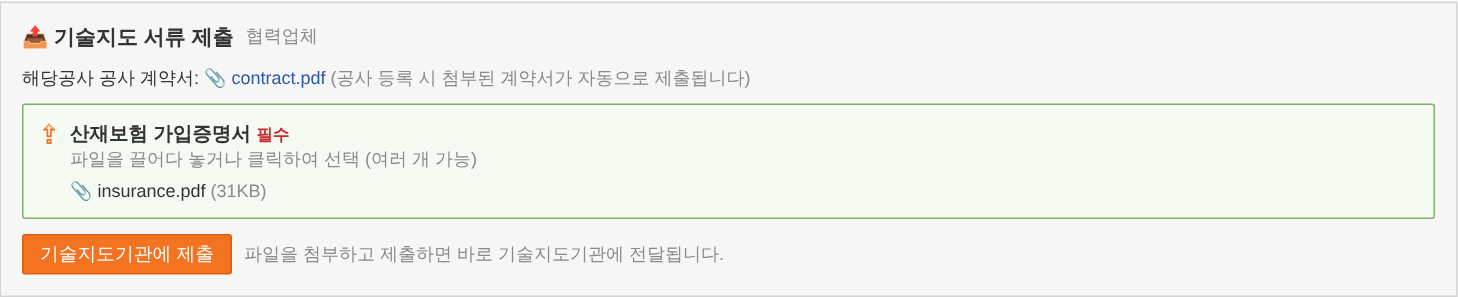 기술지도 서류 제출 협력업체
해당공사 공사 계약서: contract.pdf (공사 등록 시 첨부된 계약서가 자동으로 제출됩니다)
산재보험 가입증명서 필수
파일을 끌어다 놓거나 클릭하여 선택 (여러 개 가능)
insurance.pdf (31KB)
기술지도기관에 제출 파일을 첨부하고 제출하면 바로 기술지도기관에 전달됩니다.